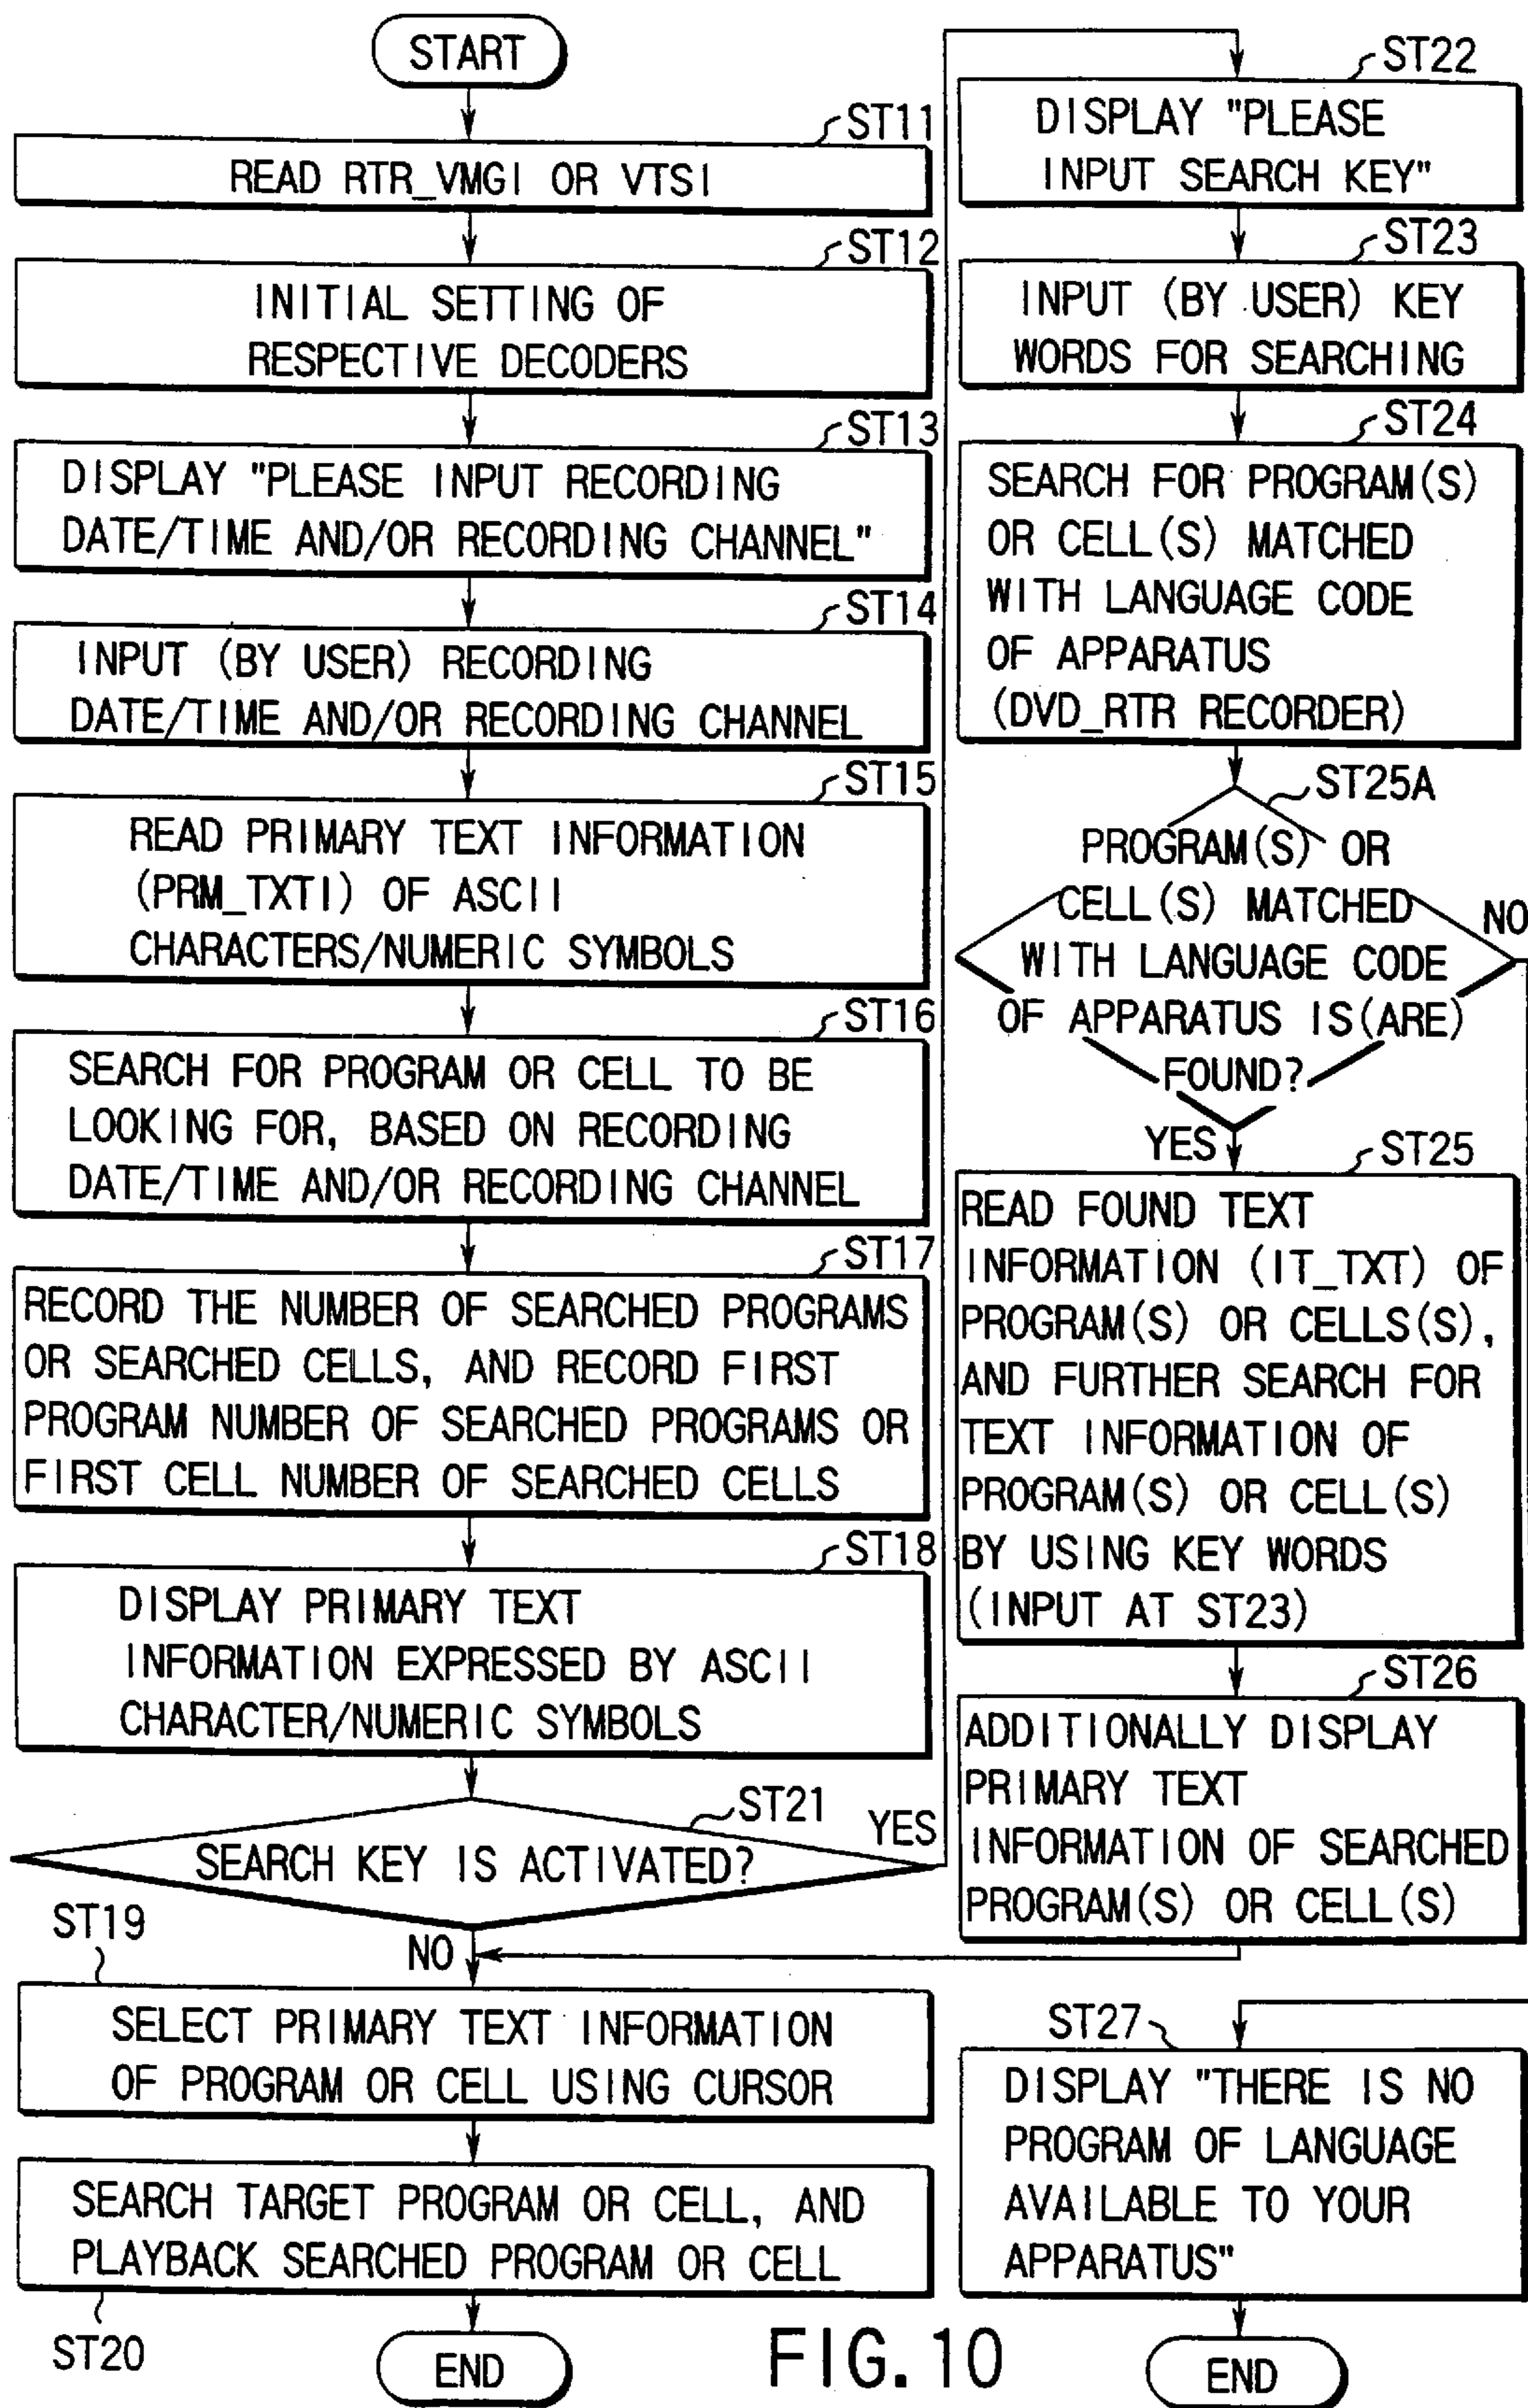 START
ST11
READ RTR_VMGI OR VTSI
ST12
INITIAL SETTING OF
RESPECTIVE DECODERS
ST13
DISPLAY "PLEASE INPUT RECORDING
DATE/TIME AND/OR RECORDING CHANNEL"
ST14
INPUT (BY USER) RECORDING
DATE/TIME AND/OR RECORDING CHANNEL
ST15
READ PRIMARY TEXT INFORMATION
(PRM_TXTI) OF ASCII
CHARACTERS/NUMERIC SYMBOLS
ST16
SEARCH FOR PROGRAM OR CELL TO BE
LOOKING FOR, BASED ON RECORDING
DATE/TIME AND/OR RECORDING CHANNEL
ST17
RECORD THE NUMBER OF SEARCHED PROGRAMS
OR SEARCHED CELLS, AND RECORD FIRST
PROGRAM NUMBER OF SEARCHED PROGRAMS OR
FIRST CELL NUMBER OF SEARCHED CELLS
ST18
DISPLAY PRIMARY TEXT
INFORMATION EXPRESSED BY ASCII
CHARACTER/NUMERIC SYMBOLS
ST21
YES
SEARCH KEY IS ACTIVATED?
ST19
NO
SELECT PRIMARY TEXT INFORMATION
OF PROGRAM OR CELL USING CURSOR
SEARCH TARGET PROGRAM OR CELL, AND
PLAYBACK SEARCHED PROGRAM OR CELL
ST20
END
ST22
DISPLAY "PLEASE
INPUT SEARCH KEY"
ST23
INPUT (BY USER) KEY
WORDS FOR SEARCHING
ST24
SEARCH FOR PROGRAM(S)
OR CELL(S) MATCHED
WITH LANGUAGE CODE
OF APPARATUS
(DVD_RTR RECORDER)
ST25A
PROGRAM(S) OR
CELL(S) MATCHED
NO
WITH LANGUAGE CODE
OF APPARATUS IS(ARE)
FOUND?
YES
ST25
READ FOUND TEXT
INFORMATION (IT_TXT) OF
PROGRAM(S) OR CELLS(S),
AND FURTHER SEARCH FOR
TEXT INFORMATION OF
PROGRAM(S) OR CELL(S)
BY USING KEY WORDS
(INPUT AT ST23)
ST26
ADDITIONALLY DISPLAY
PRIMARY TEXT
INFORMATION OF SEARCHED
PROGRAM(S) OR CELL(S)
ST27
DISPLAY "THERE IS NO
PROGRAM OF LANGUAGE
AVAILABLE TO YOUR
APPARATUS"
END
FIG. 10